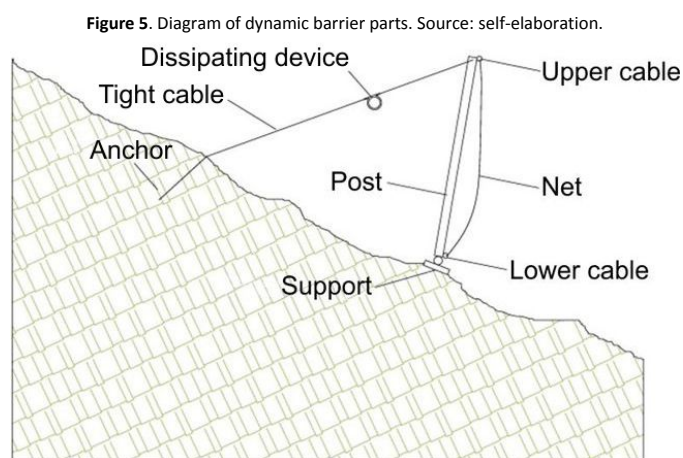 Figure 5. Diagram of dynamic barrier parts. Source: self-elaboration.
Dissipating device
Upper cable
Tight cable
Anchor
Post
Net
Lower cable
Support